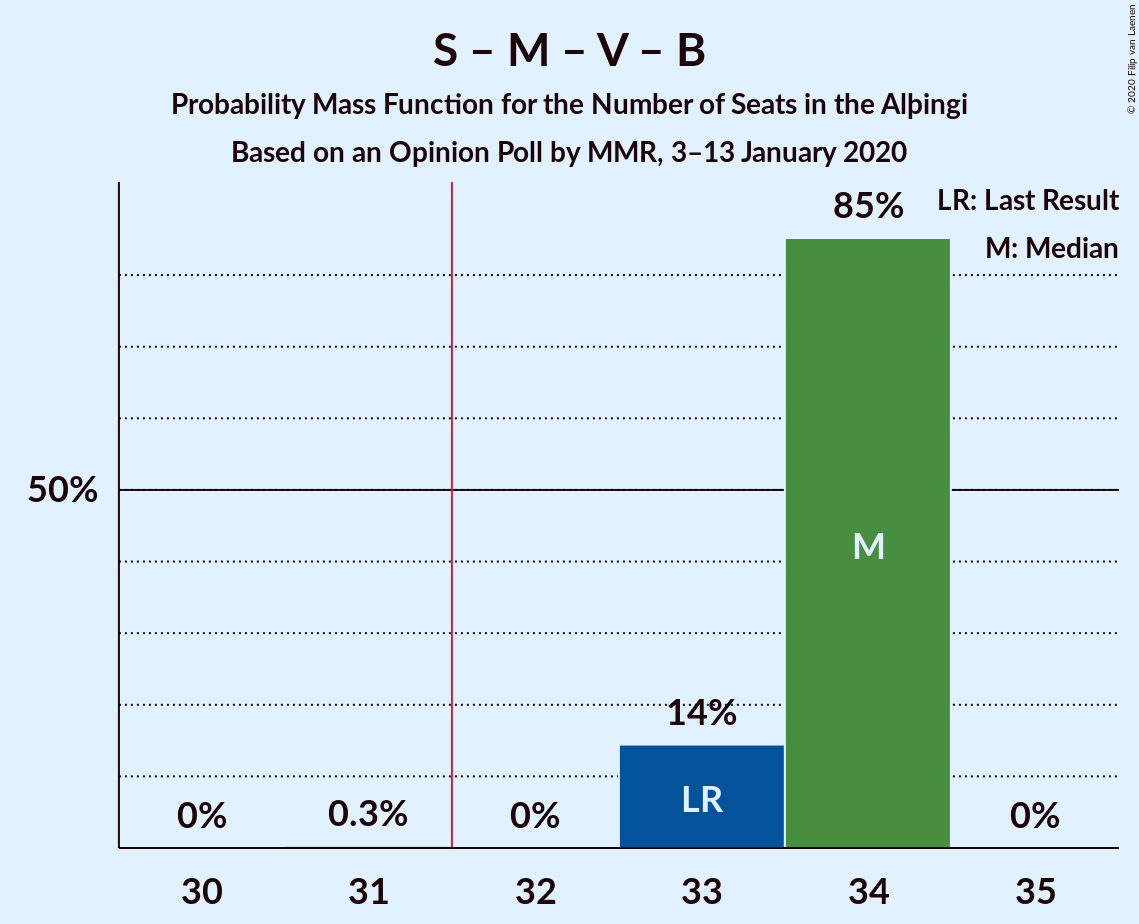 S – M – V – B
Probability Mass Function for the Number of Seats in the Alþingi
Based on an Opinion Poll by MMR, 3–13 January 2020
© 2020 Filip van Laenen
LR: Last Result
M: Median
85%
50%
M
14%
LR
0%
0.3%
0%
0%
30
31
32
33
34
35